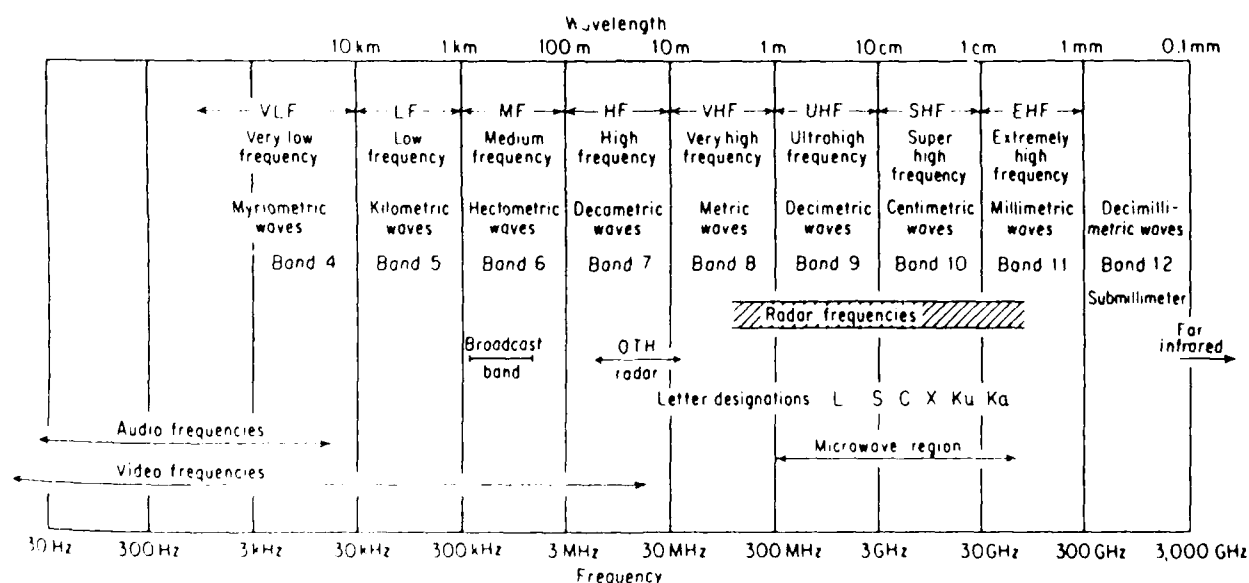 Wavelength
10 km 1 km 100 m 10 m 1 m 10 cm 1 cm 1 mm 0.1 mm
VLF LF MF HF VHF UHF SHF EHF
Very low Low Medium High Very high Ultrahigh Super Extremely
frequency frequency frequency frequency frequency frequency high high
frequency frequency
Myriometric Kilometric Hectometric Decametric Metric Decimetric Centimetric Millimetric Decimilli-
waves waves waves waves waves waves waves waves metric waves
Band 4 Band 5 Band 6 Band 7 Band 8 Band 9 Band 10 Band 11 Band 12
Submillimeter
Radar frequencies
Far
infrared
Broadcast OTH
band radar
Letter designations L S C X Ku Ka
Audio frequencies
Microwave region
Video frequencies
30 Hz 300 Hz 3 kHz 30 kHz 300 kHz 3 MHz 30 MHz 300 MHz 3 GHz 30 GHz 300 GHz 3,000 GHz
Frequency